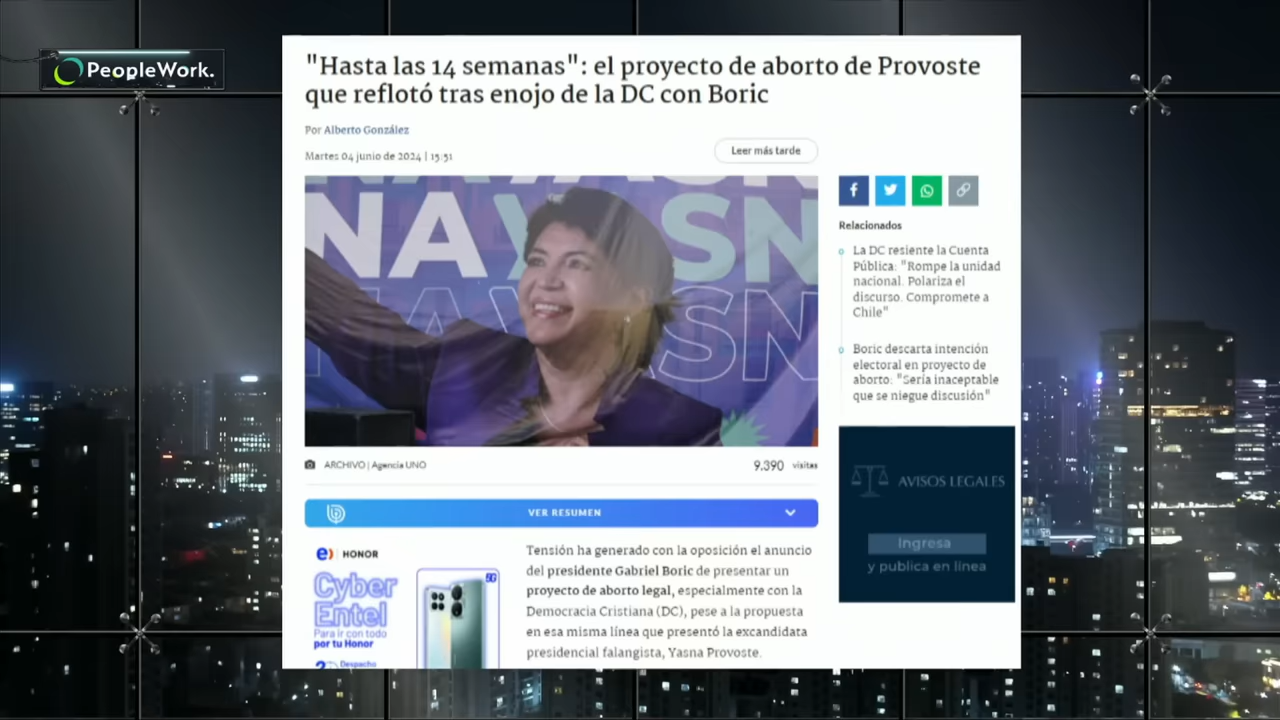 PeopleWork.
"Hasta las 14 semanas": el proyecto de aborto de Provoste
que reflotó tras enojo de la DC con Boric
Por Alberto González
Martes 04 junio de 2024 | 15:51
Leer más tarde
NAYASN
NAYASN
NAYASN
ARCHIVO | Agencia UNO
9.390 visitas
VER RESUMEN
Relacionados
La DC resiente la Cuenta
Pública: "Rompe la unidad
nacional. Polariza el
discurso. Compromete a
Chile"
Boric descarta intención
electoral en proyecto de
aborto: "Sería inaceptable
que se niegue discusión"
AVISOS LEGALES
Ingresa
y publica en línea
e) HONOR
Cyber
Entel
Para ir con todo
por tu Honor
Despacho
5G
Tensión ha generado con la oposición el anuncio
del presidente Gabriel Boric de presentar un
proyecto de aborto legal, especialmente con la
Democracia Cristiana (DC), pese a la propuesta
en esa misma línea que presentó la excandidata
presidencial falangista, Yasna Provoste.